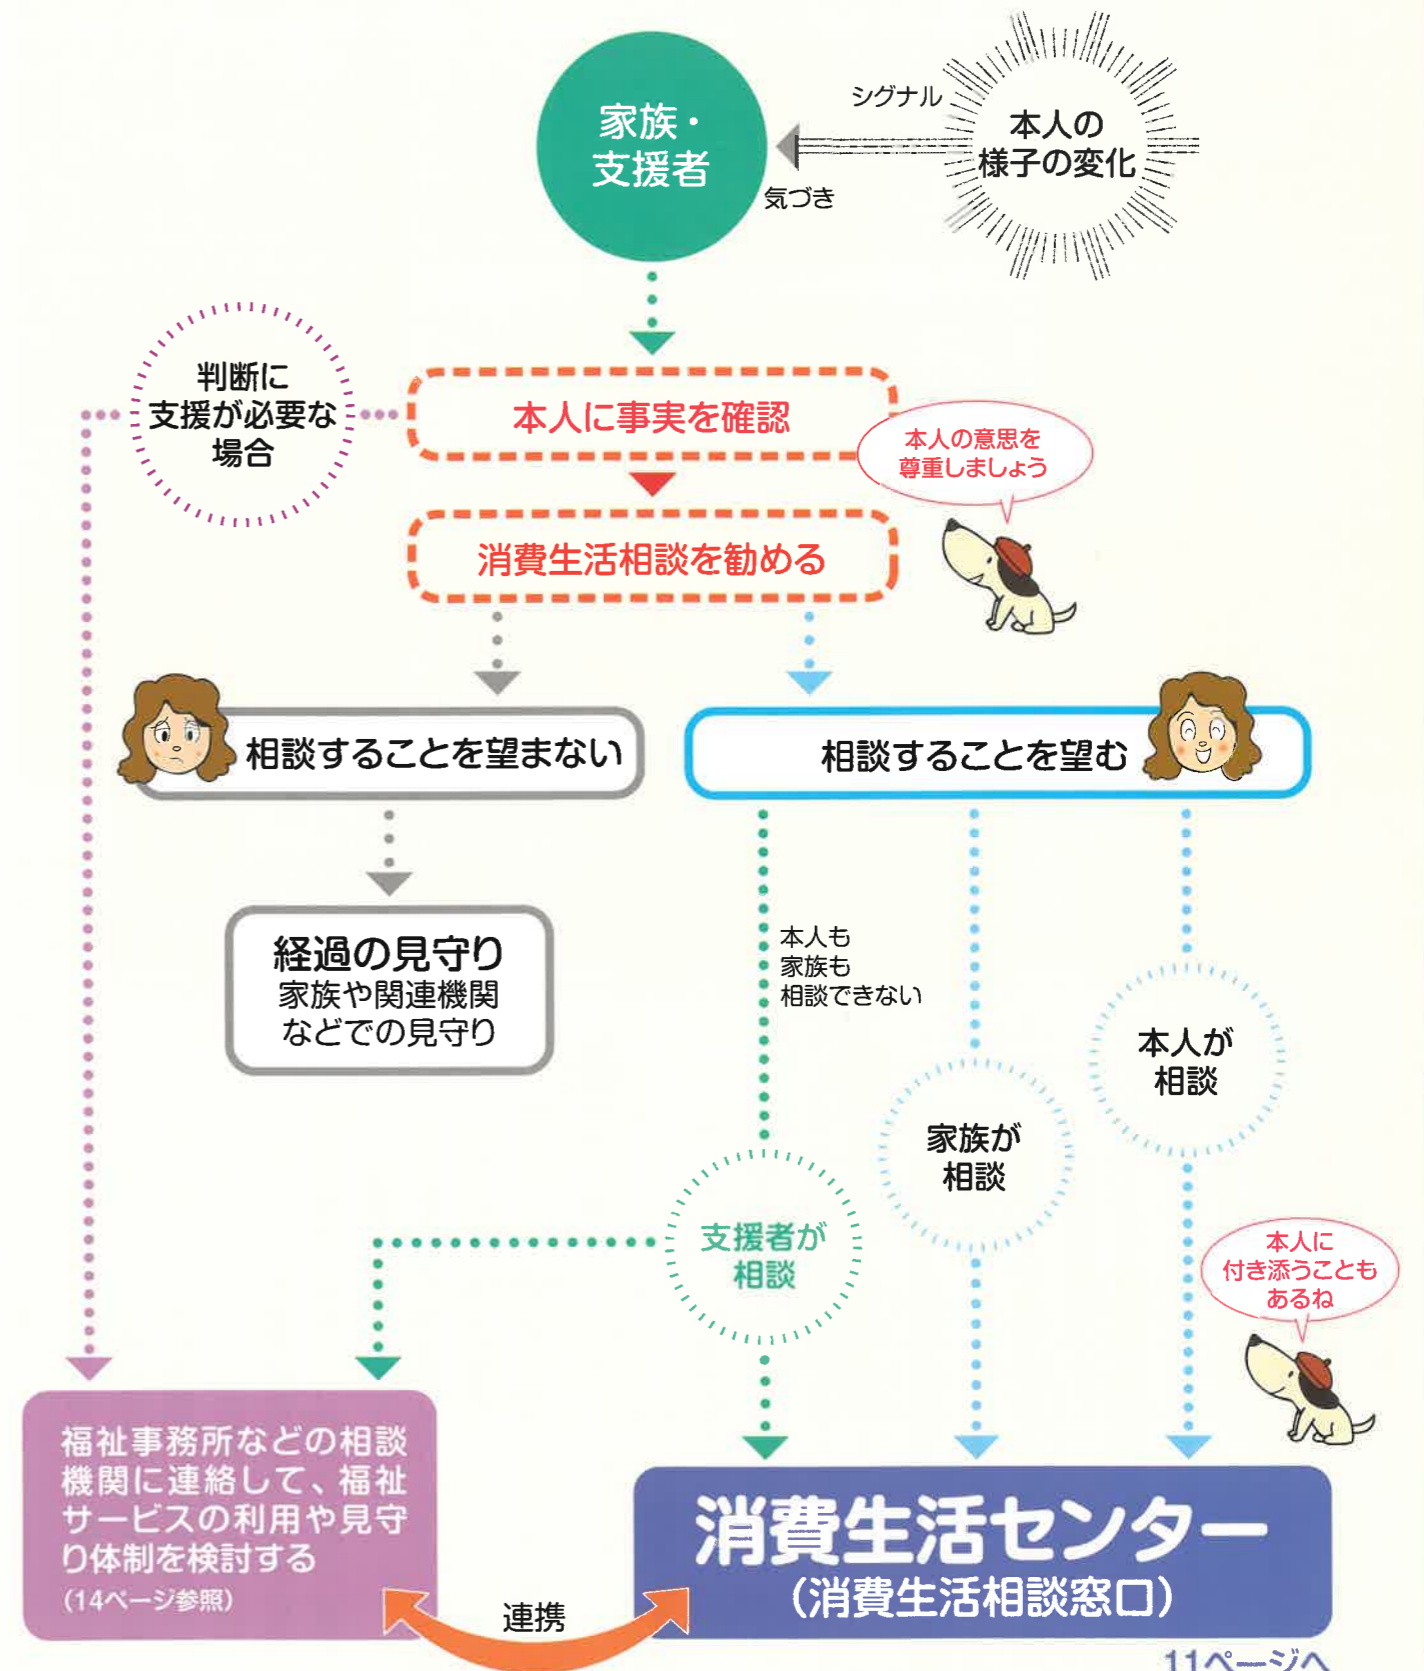 家族・
支援者
シグナル
気づき
本人の
様子の変化
判断に
支援が必要な
場合
本人に事実を確認
本人の意思を
尊重しましょう
消費生活相談を勧める
相談することを望まない
相談することを望む
経過の見守り
家族や関連機関
などでの見守り
本人も
家族も
相談できない
本人が
相談
家族が
相談
支援者が
相談
本人に
付き添うことも
あるね
福祉事務所などの相談
機関に連絡して、福祉
サービスの利用や見守
り体制を検討する
(14ページ参照)
連携
消費生活センター
(消費生活相談窓口)
11ページへ